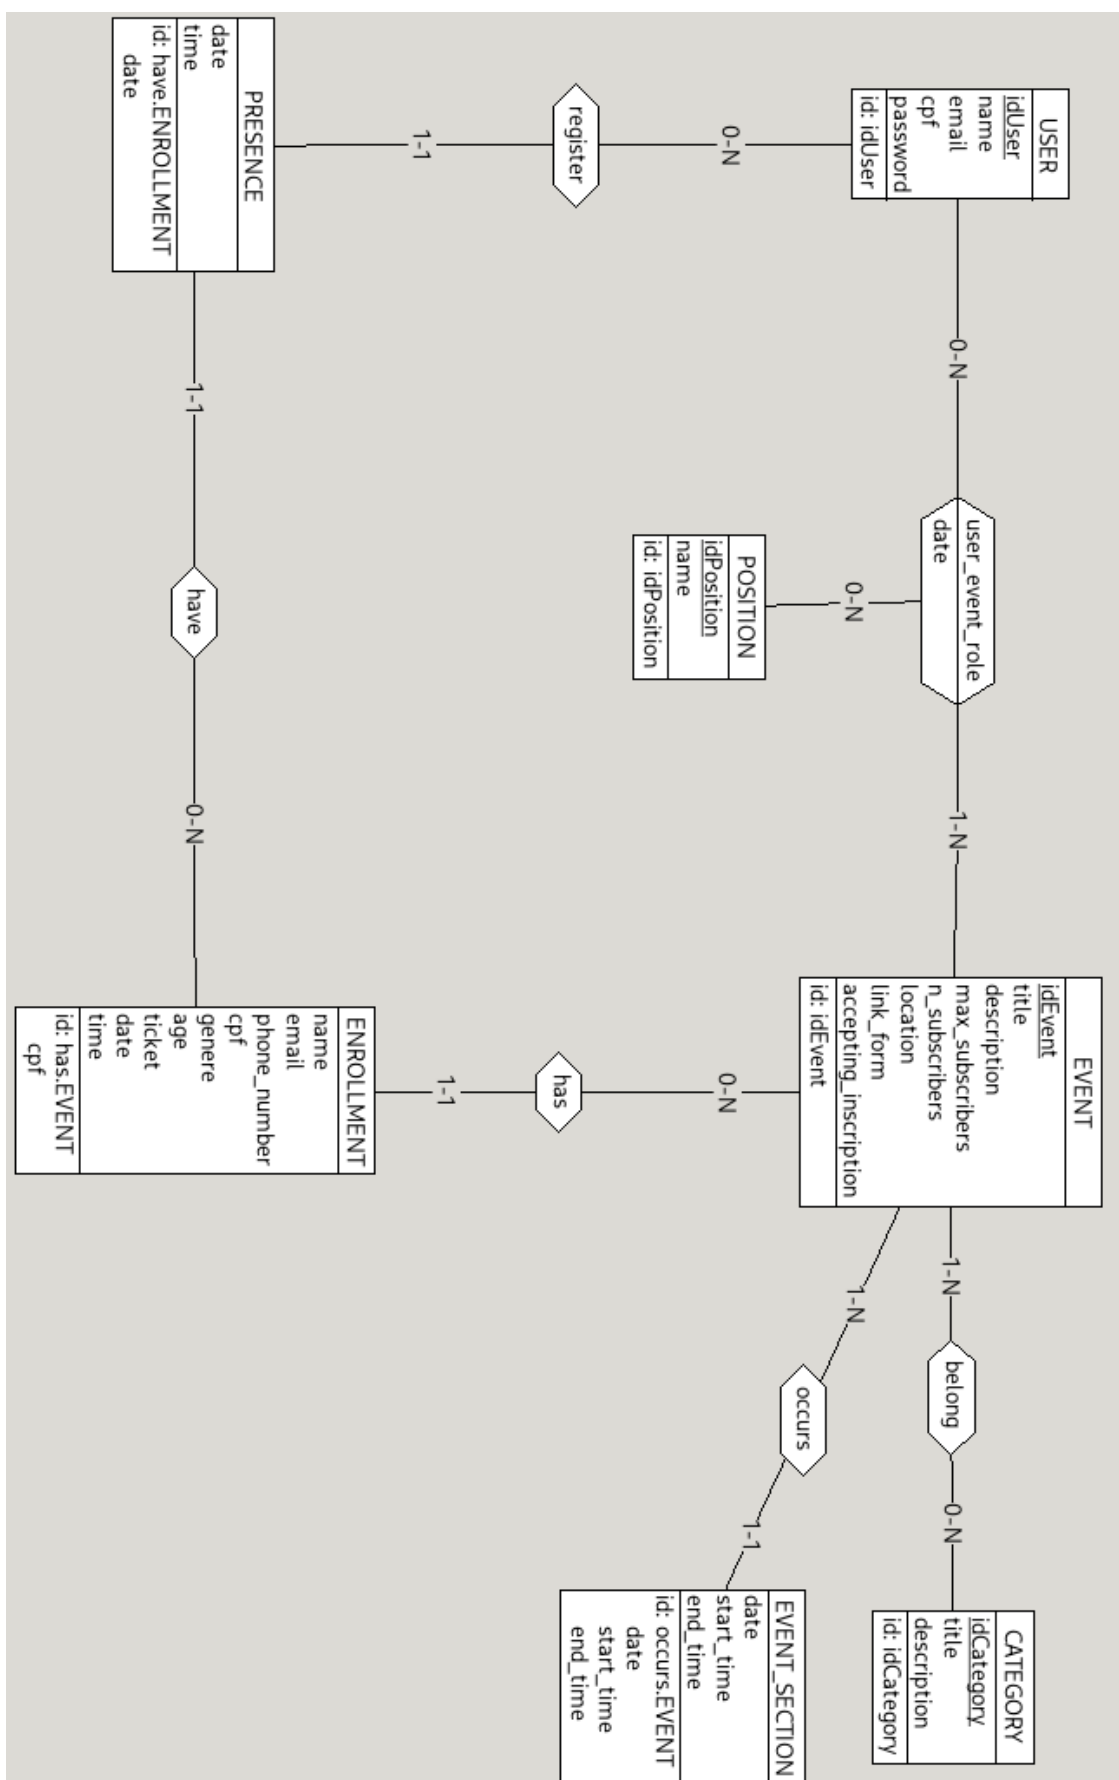 USER
idUser
name
email
cpf
password
id: idUser
0-N
user_event_role
date
1-N
EVENT
idEvent
title
description
max_subscribers
n_subscribers
location
link_form
accepting_inscription
id: idEvent
1-N
belong
0-N
CATEGORY
idCategory
title
description
id: idCategory
0-N
POSITION
idPosition
name
id: idPosition
1-N
occurs
1-1
EVENT_SECTION
date
start_time
end_time
id: occurs.EVENT
date
start_time
end_time
0-N
register
1-1
0-N
has
1-1
PRESENCE
date
time
id: have.ENROLLMENT
date
1-1
have
0-N
ENROLLMENT
name
email
phone_number
cpf
genere
age
ticket
date
time
id: has.EVENT
cpf